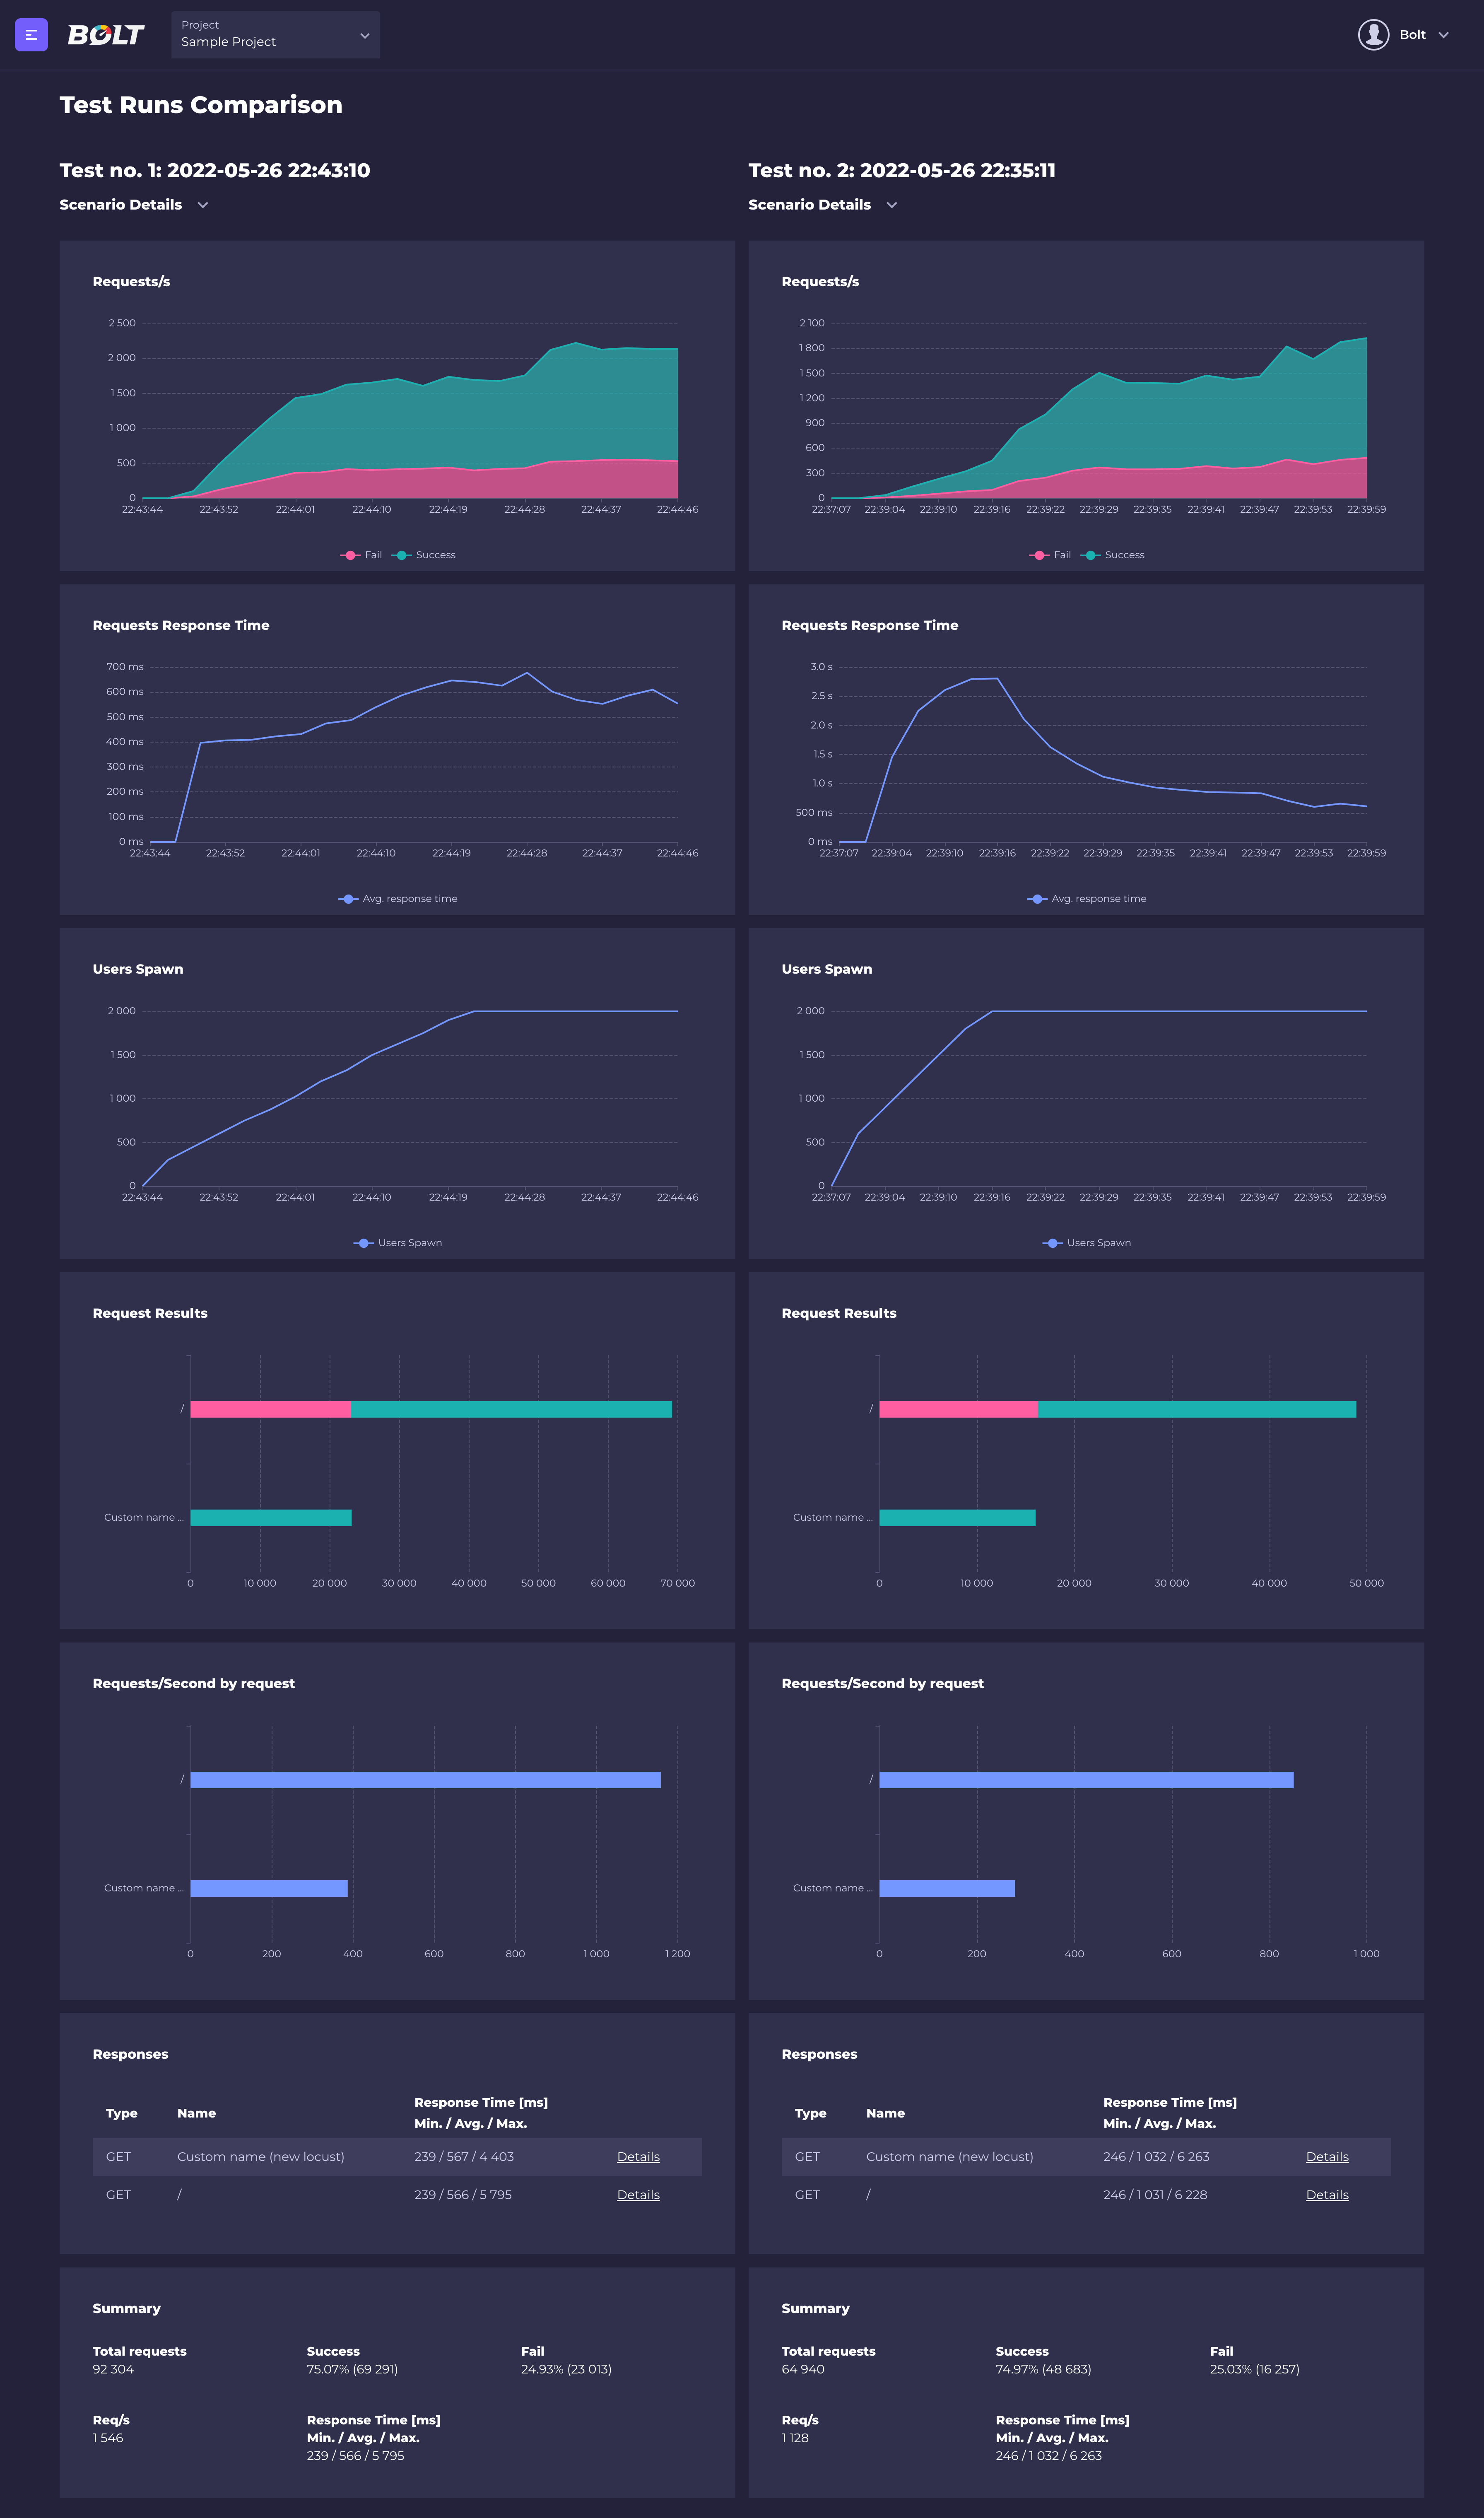 BOLT
Project
Sample Project
Bolt
Test Runs Comparison
Test no. 1: 2022-05-26 22:43:10
Scenario Details
Requests/s
2 500
2 000
1 500
1 000
500
0
22:43:44 22:43:52 22:44:01 22:44:10 22:44:19 22:44:28 22:44:37 22:44:46
Fail Success
Requests Response Time
700 ms
600 ms
500 ms
400 ms
300 ms
200 ms
100 ms
0 ms
22:43:44 22:43:52 22:44:01 22:44:10 22:44:19 22:44:28 22:44:37 22:44:46
Avg. response time
Users Spawn
2 000
1 500
1 000
500
0
22:43:44 22:43:52 22:44:01 22:44:10 22:44:19 22:44:28 22:44:37 22:44:46
Users Spawn
Request Results
/
Custom name ...
0 10 000 20 000 30 000 40 000 50 000 60 000 70 000
Requests/Second by request
/
Custom name ...
0 200 400 600 800 1 000 1 200
Responses
Type Name Response Time [ms]
Min. / Avg. / Max.
GET Custom name (new locust) 239 / 567 / 4 403 Details
GET / 239 / 566 / 5 795 Details
Summary
Total requests Success Fail
92 304 75.07% (69 291) 24.93% (23 013)
Req/s Response Time [ms]
1 546 Min. / Avg. / Max.
239 / 566 / 5 795
Test no. 2: 2022-05-26 22:35:11
Scenario Details
Requests/s
2 100
1 800
1 500
1 200
900
600
300
0
22:37:07 22:39:04 22:39:10 22:39:16 22:39:22 22:39:29 22:39:35 22:39:41 22:39:47 22:39:53 22:39:59
Fail Success
Requests Response Time
3.0 s
2.5 s
2.0 s
1.5 s
1.0 s
500 ms
0 ms
22:37:07 22:39:04 22:39:10 22:39:16 22:39:22 22:39:29 22:39:35 22:39:41 22:39:47 22:39:53 22:39:59
Avg. response time
Users Spawn
2 000
1 500
1 000
500
0
22:37:07 22:39:04 22:39:10 22:39:16 22:39:22 22:39:29 22:39:35 22:39:41 22:39:47 22:39:53 22:39:59
Users Spawn
Request Results
/
Custom name ...
0 10 000 20 000 30 000 40 000 50 000
Requests/Second by request
/
Custom name ...
0 200 400 600 800 1 000
Responses
Type Name Response Time [ms]
Min. / Avg. / Max.
GET Custom name (new locust) 246 / 1 032 / 6 263 Details
GET / 246 / 1 031 / 6 228 Details
Summary
Total requests Success Fail
64 940 74.97% (48 683) 25.03% (16 257)
Req/s Response Time [ms]
1 128 Min. / Avg. / Max.
246 / 1 032 / 6 263